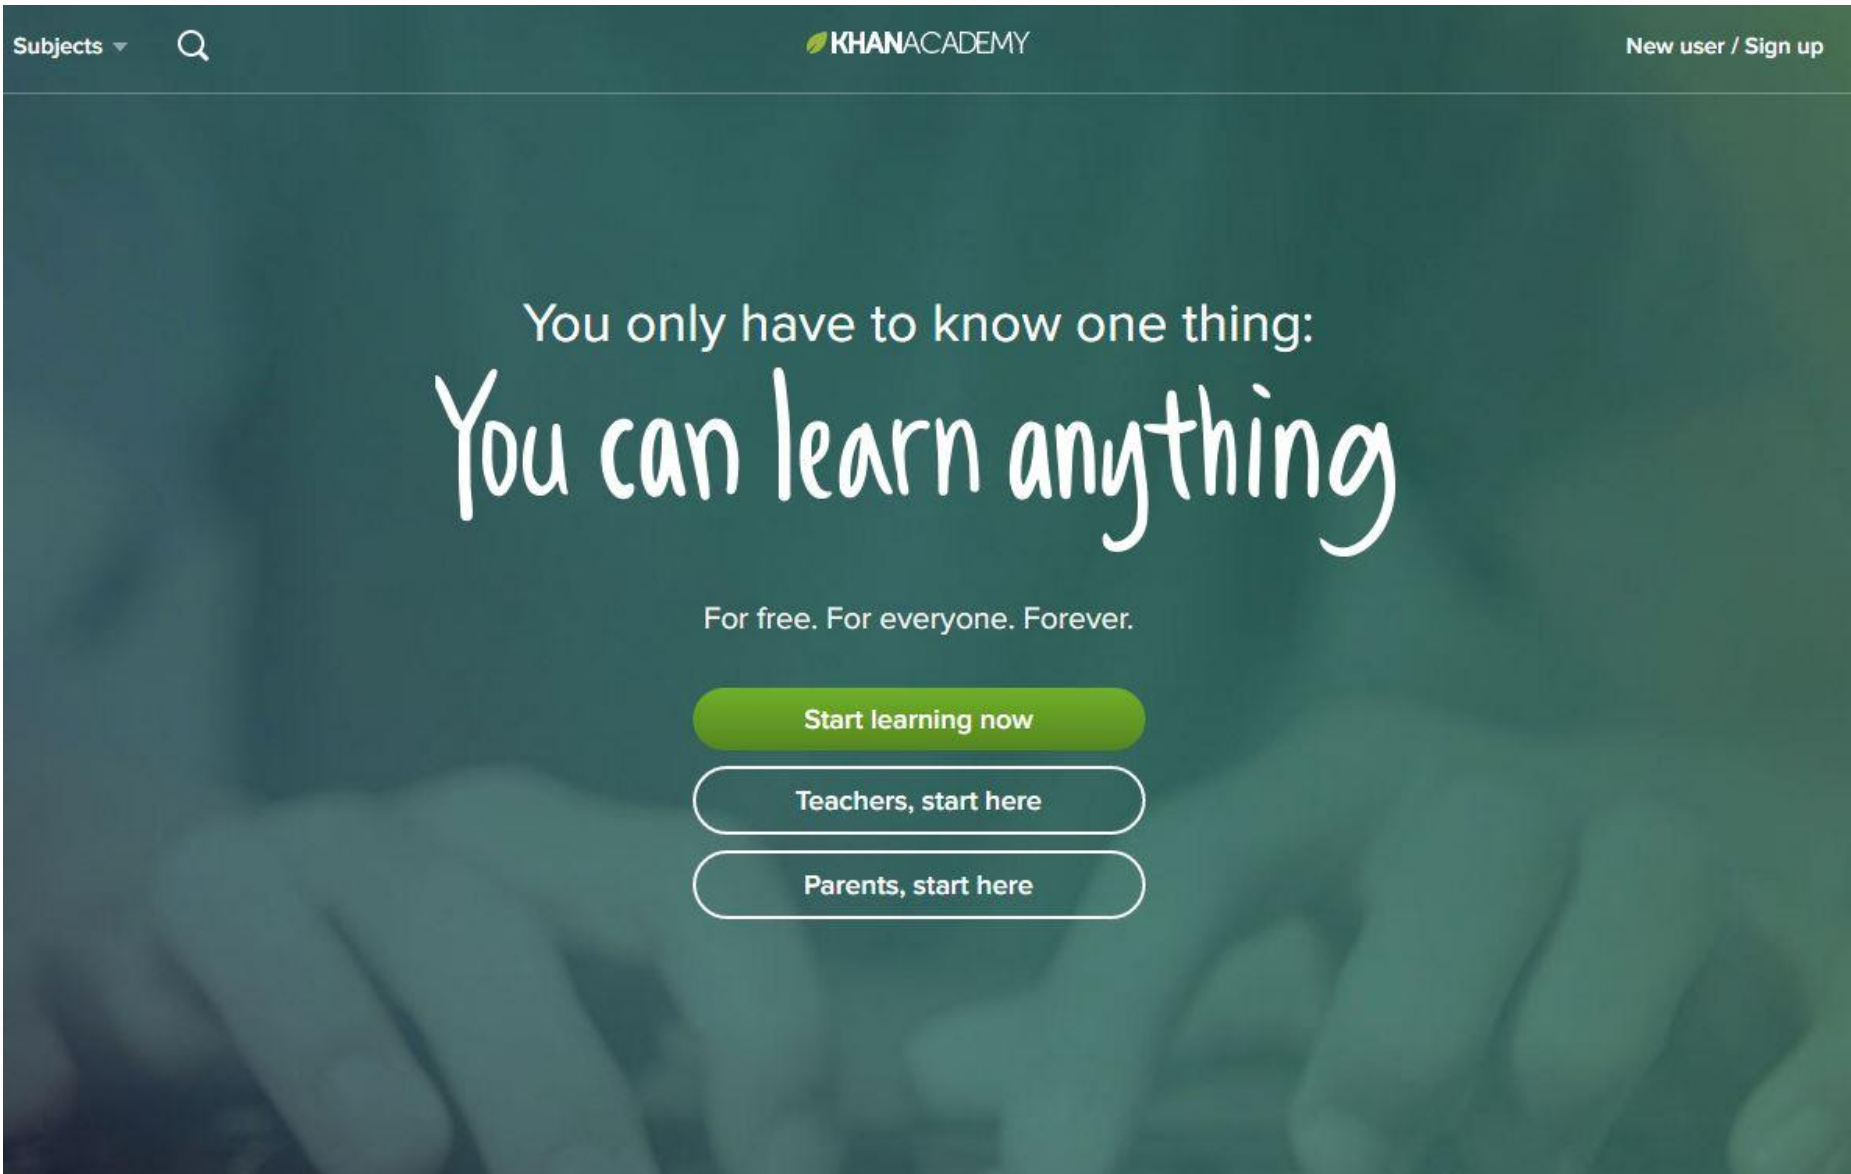 Subjects
KHANACADEMY
New user / Sign up
You only have to know one thing:
You can learn anything
For free. For everyone. Forever.
Start learning now
Teachers, start here
Parents, start here